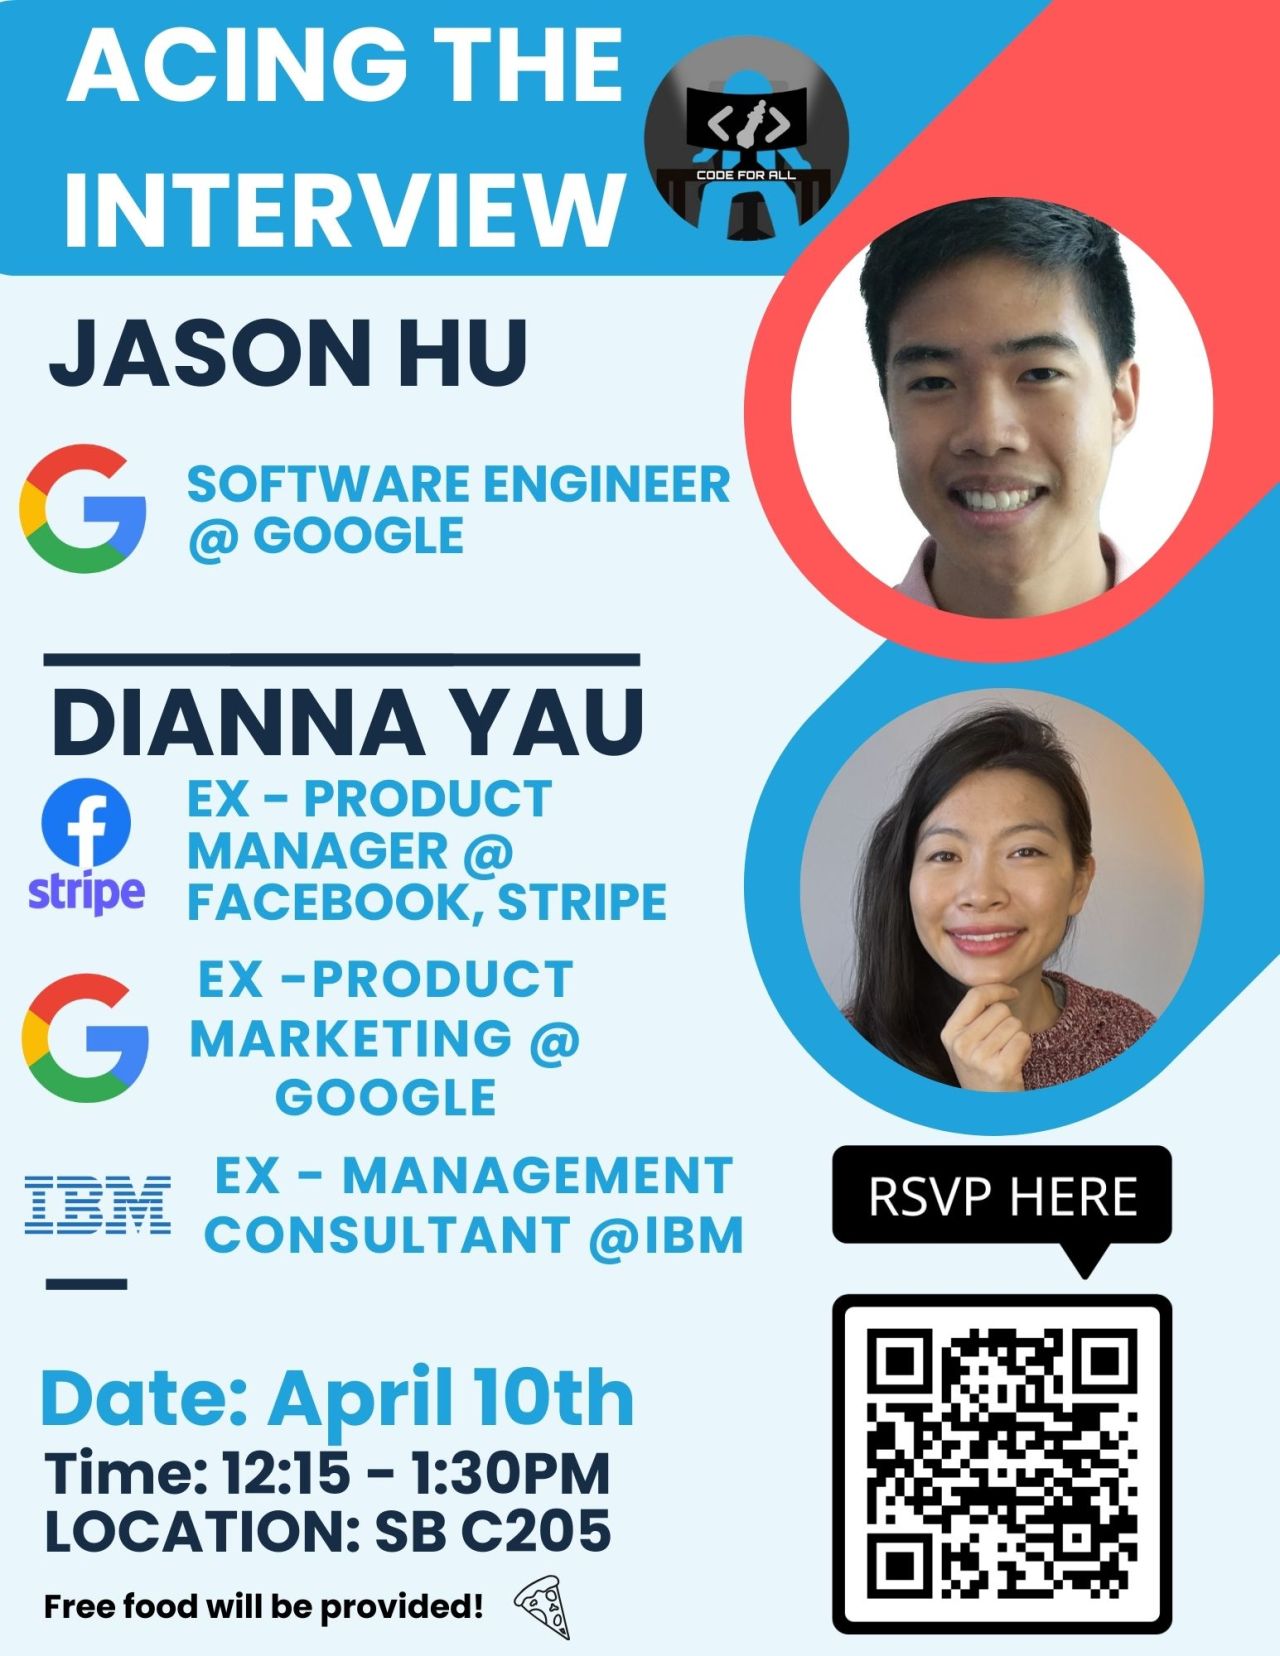 ACING THE
INTERVIEW
CODE FOR ALL
JASON HU
SOFTWARE ENGINEER
@ GOOGLE
DIANNA YAU
stripe
EX - PRODUCT
MANAGER @
FACEBOOK, STRIPE
EX -PRODUCT
MARKETING @
GOOGLE
IBM
EX - MANAGEMENT
CONSULTANT @IBM
RSVP HERE
Date: April 10th
Time: 12:15 - 1:30PM
LOCATION: SB C205
Free food will be provided!